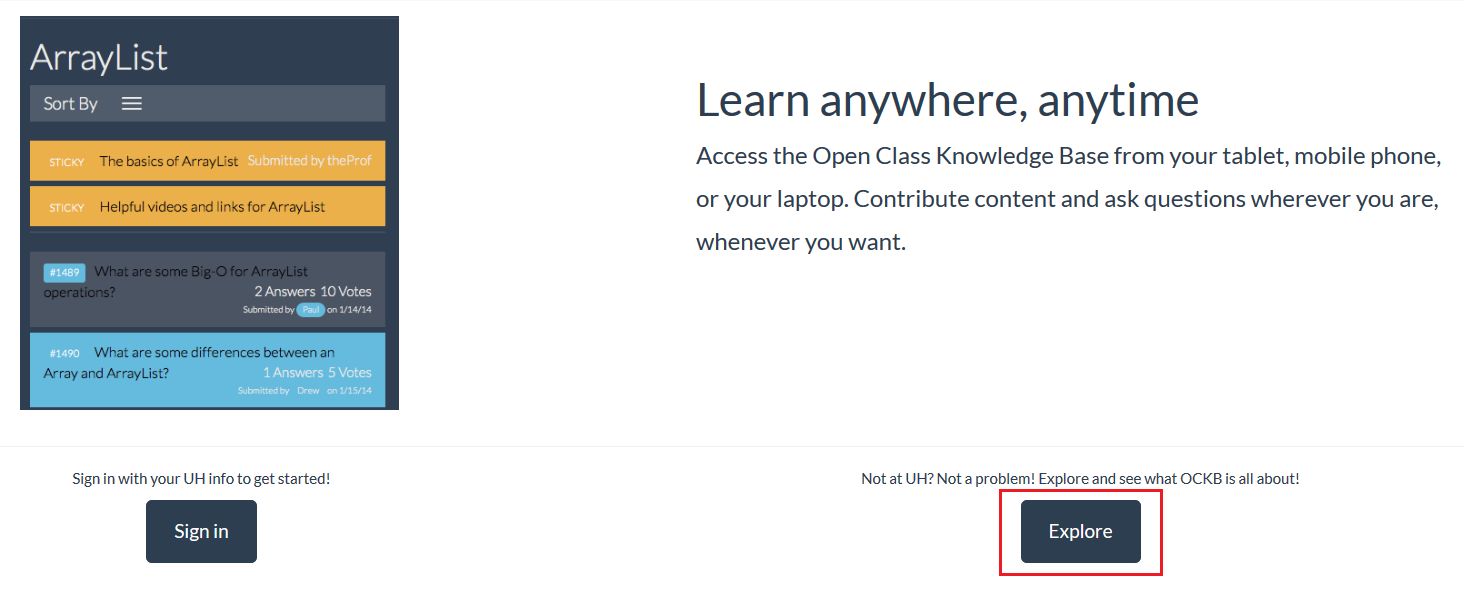 ArrayList
Sort By
STICKY The basics of ArrayList Submitted by theProf
STICKY Helpful videos and links for ArrayList
#1489 What are some Big-O for ArrayList
operations? 2 Answers 10 Votes
Submitted by Paul on 1/14/14
#1490 What are some differences between an
Array and ArrayList? 1 Answers 5 Votes
Submitted by Drew on 1/15/14
Learn anywhere, anytime
Access the Open Class Knowledge Base from your tablet, mobile phone,
or your laptop. Contribute content and ask questions wherever you are,
whenever you want.
Sign in with your UH info to get started!
Sign in
Not at UH? Not a problem! Explore and see what OCKB is all about!
Explore